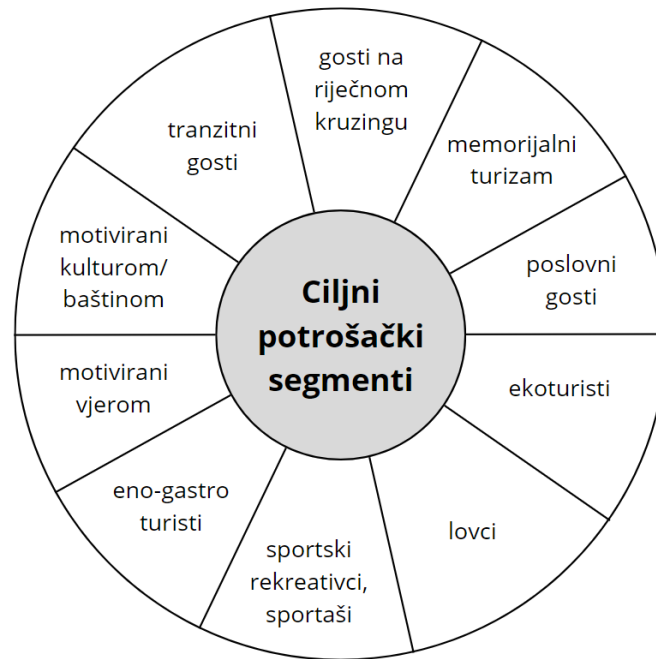 gosti na
riječnom
kruzingu
memorijalni
turizam
poslovni
gosti
ekoturisti
lovci
sportski
rekreativci,
sportaši
eno-gastro
turisti
motivirani
vjerom
motivirani
kulturom/
baštinom
tranzitni
gosti
Ciljni
potrošački
segmenti